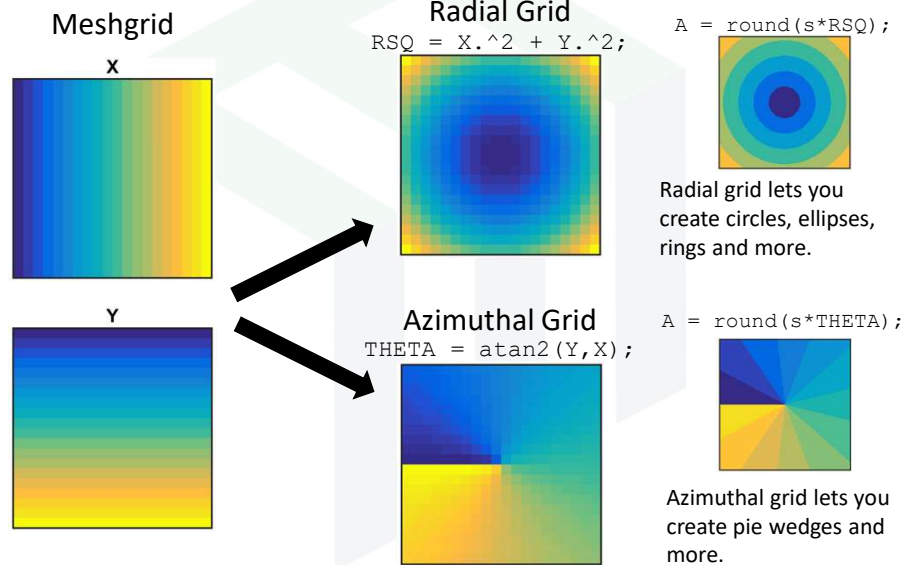 Meshgrid
X
Y
Radial Grid
RSQ = X.^2 + Y.^2;
Azimuthal Grid
THETA = atan2(Y,X);
A = round(s*RSQ);
Radial grid lets you
create circles, ellipses,
rings and more.
A = round(s*THETA);
Azimuthal grid lets you
create pie wedges and
more.